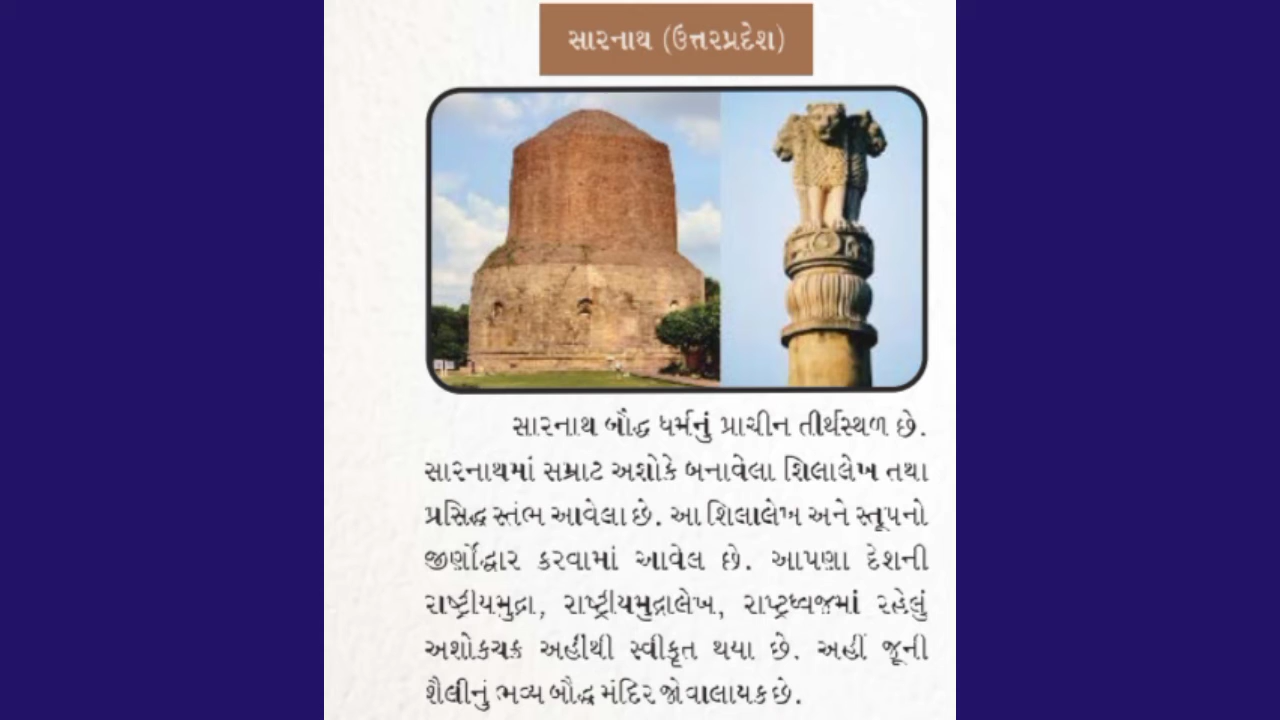 સારનાથ (ઉત્તરપ્રદેશ)
સારનાથ બૌદ્ધ ધર્મનું પ્રાચીન તીર્થસ્થળ છે.
સારનાથમાં સમ્રાટ અશોકે બનાવેલા શિલાલેખ તથા
પ્રસિદ્ધ સ્તંભ આવેલા છે. આ શિલાલેખ અને સ્તૂપનો
જીર્ણોદ્ધાર કરવામાં આવેલ છે. આપણા દેશની
રાષ્ટ્રીયમુદ્રા, રાષ્ટ્રીયમુદ્રાલેખ, રાષ્ટ્રધ્વજમાં રહેલું
અશોકચક્ર અહીંથી સ્વીકૃત થયા છે. અહીં જૂની
શૈલીનું ભવ્ય બૌદ્ધ મંદિર જોવાલાયક છે.